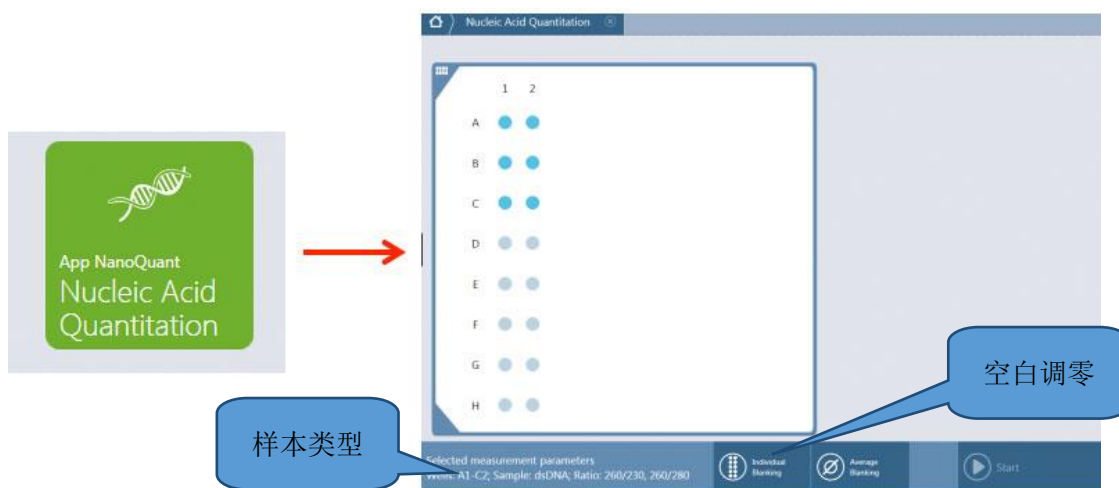 Nucleic Acid Quantitation
1 2
A
B
C
D
E
F
G
H
App NanoQuant
Nucleic Acid
Quantitation
样本类型
空白调零
Selected measurement parameters
Wells: A1-C2; Sample: dsDNA; Ratio: 260/230, 260/280
Individual
Blanking
Average
Blanking
Start